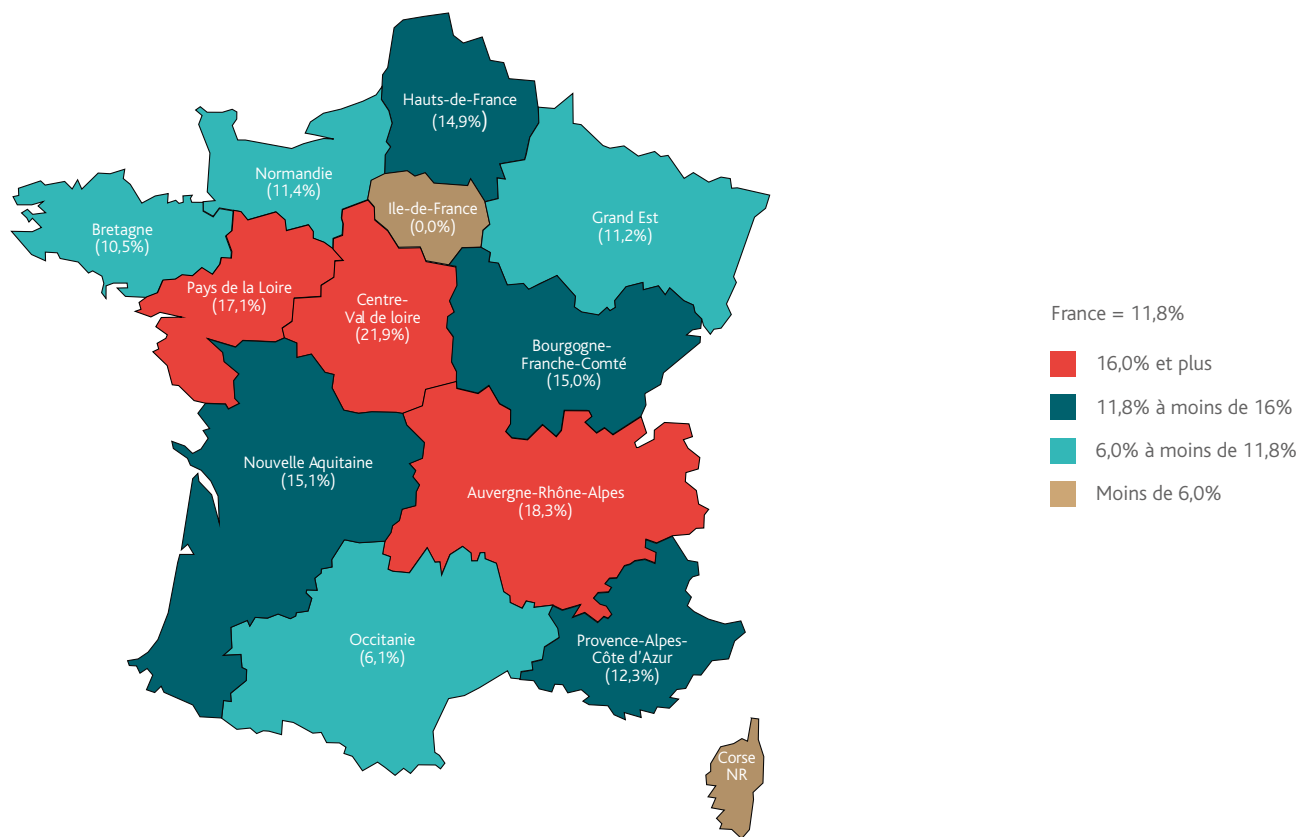 Hauts-de-France
(14,9%)
Normandie
(11,4%)
Ile-de-France
(0,0%)
Grand Est
(11,2%)
Bretagne
(10,5%)
Pays de la Loire
(17,1%)
Centre-
Val de loire
(21,9%)
Bourgogne-
Franche-Comté
(15,0%)
Nouvelle Aquitaine
(15,1%)
Auvergne-Rhône-Alpes
(18,3%)
Occitanie
(6,1%)
Provence-Alpes-
Côte d'Azur
(12,3%)
Corse
NR
France = 11,8%
16,0% et plus
11,8% à moins de 16%
6,0% à moins de 11,8%
Moins de 6,0%